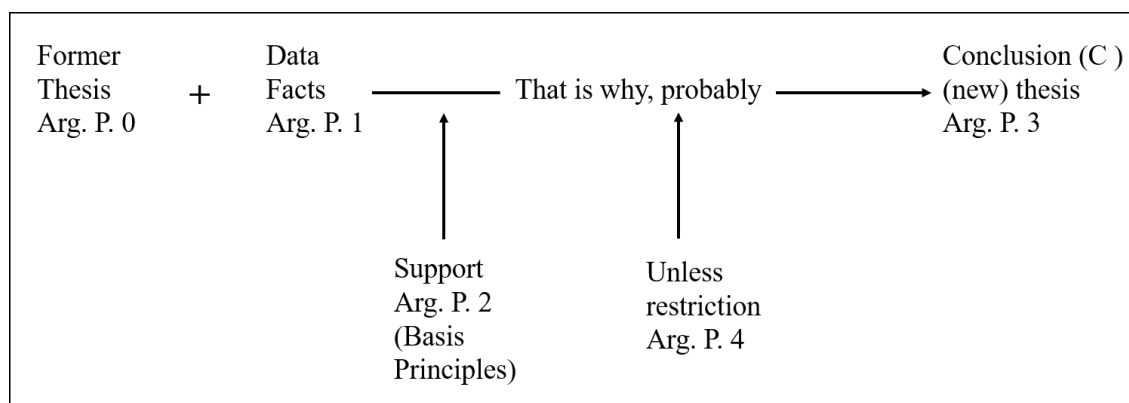 Former
Thesis
Arg. P. 0
+
Data
Facts
Arg. P. 1
That is why, probably
Conclusion (C )
(new) thesis
Arg. P. 3
Support
Arg. P. 2
(Basis
Principles)
Unless
restriction
Arg. P. 4